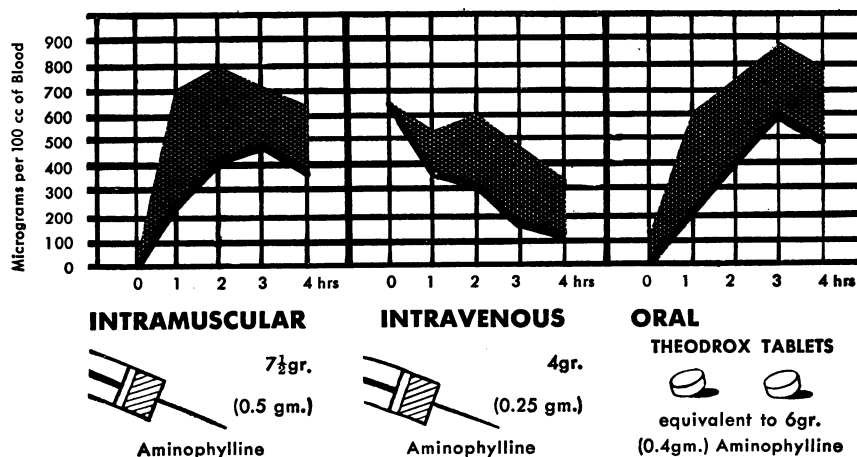 Micrograms per 100 cc of Blood
900
800
700
600
500
400
300
200
100
0
0 1 2 3 4 hrs
0 1 2 3 4 hrs
0 1 2 3 4 hrs
INTRAMUSCULAR
7½gr.
(0.5 gm.)
Aminophylline
INTRAVENOUS
4gr.
(0.25 gm.)
Aminophylline
ORAL
THEODROX TABLETS
equivalent to 6gr.
(0.4gm.) Aminophylline